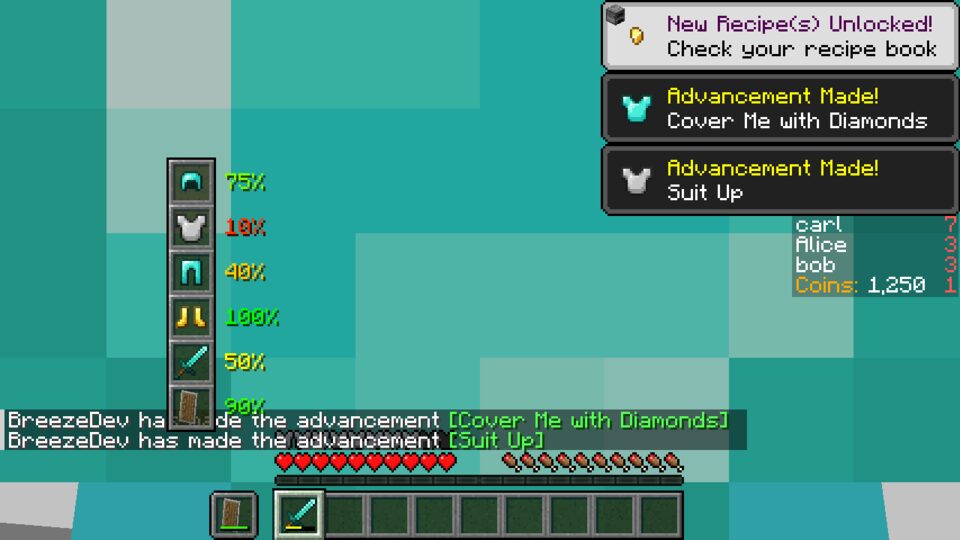 New Recipe(s) Unlocked!
Check your recipe book
Advancement Made!
Cover Me with Diamonds
Advancement Made!
Suit Up
75%
10%
40%
100%
50%
90%
carl 7
Alice 3
bob 3
Coins: 1,250 1
BreezeDev has made the advancement [Cover Me with Diamonds]
BreezeDev has made the advancement [Suit Up]